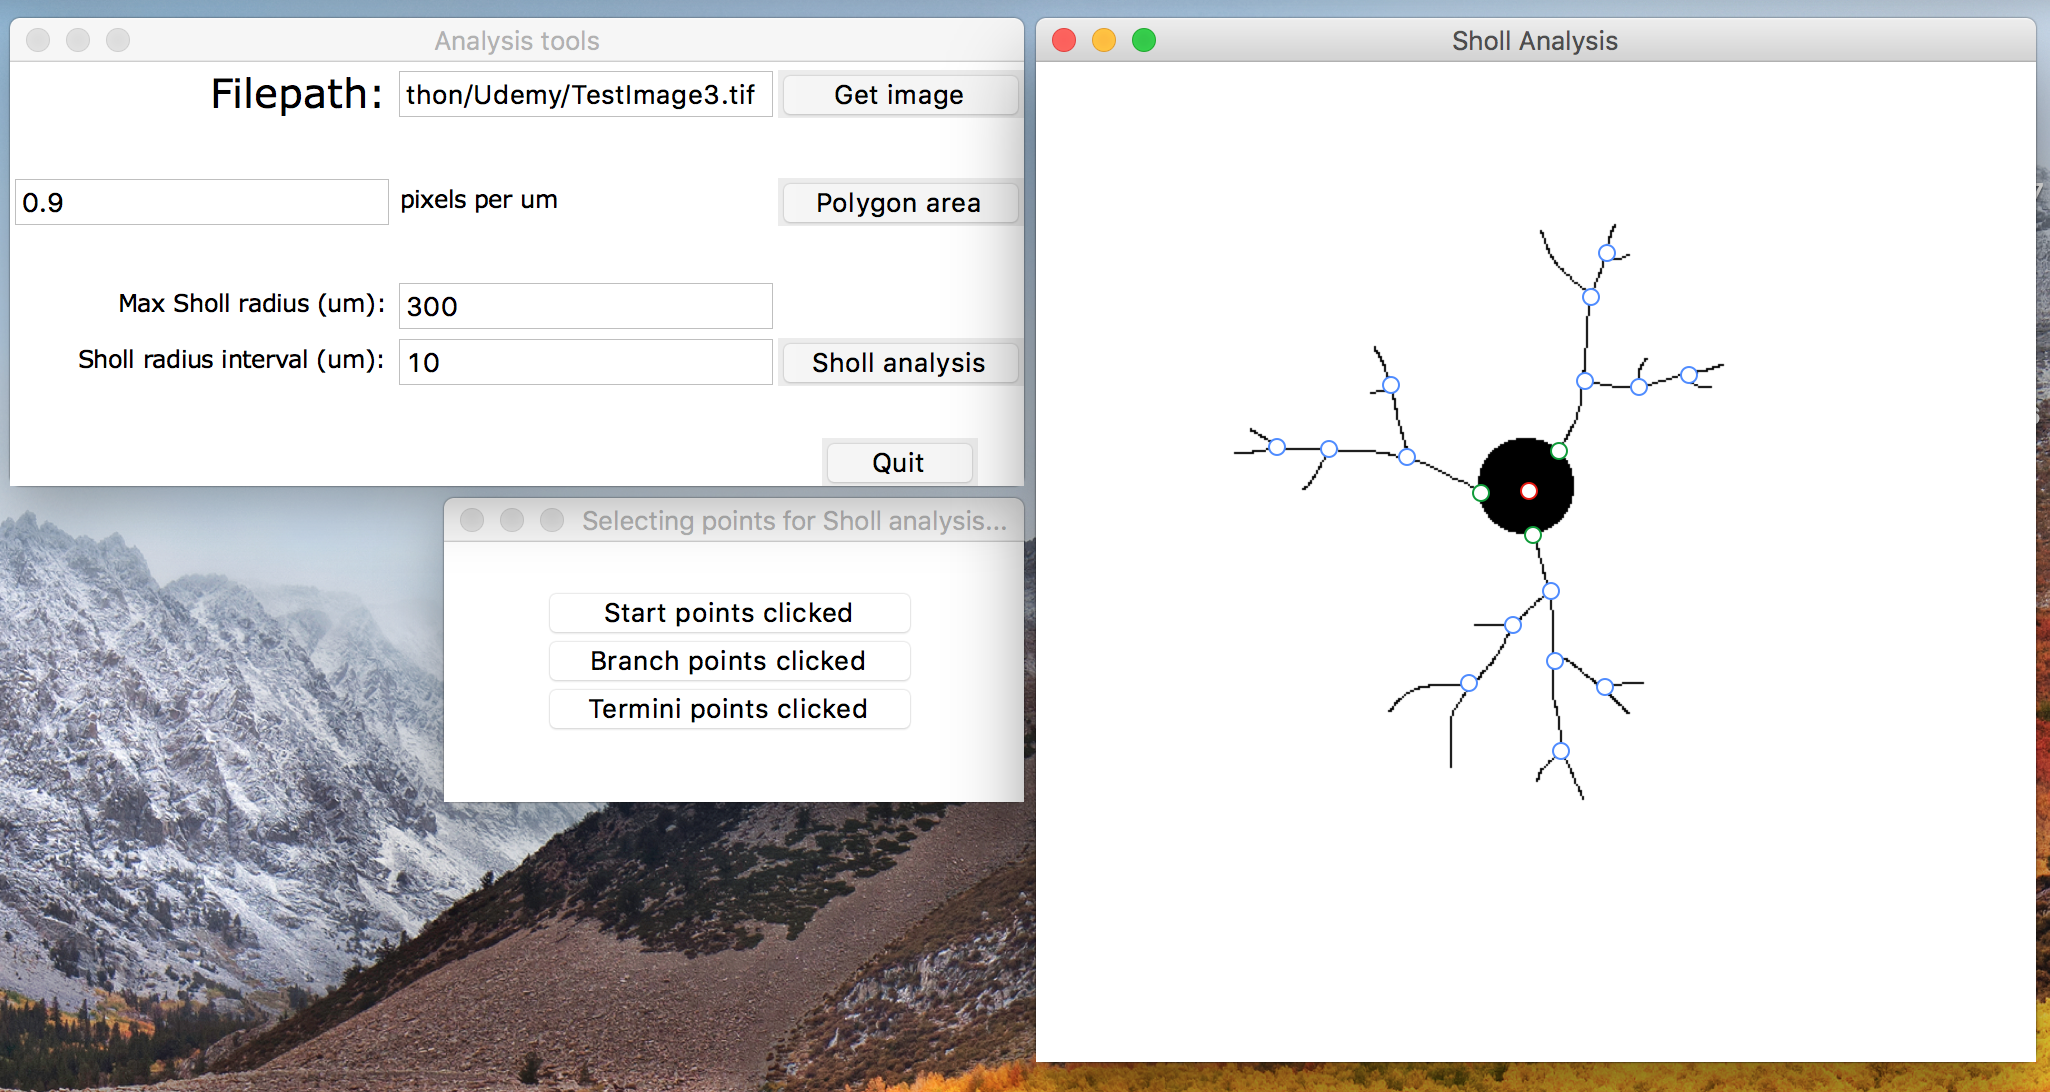 Analysis tools
Filepath:
thon/Udemy/TestImage3.tif
Get image
0.9
pixels per um
Polygon area
Max Sholl radius (um):
300
Sholl radius interval (um):
10
Sholl analysis
Quit
Selecting points for Sholl analysis...
Start points clicked
Branch points clicked
Termini points clicked
Sholl Analysis